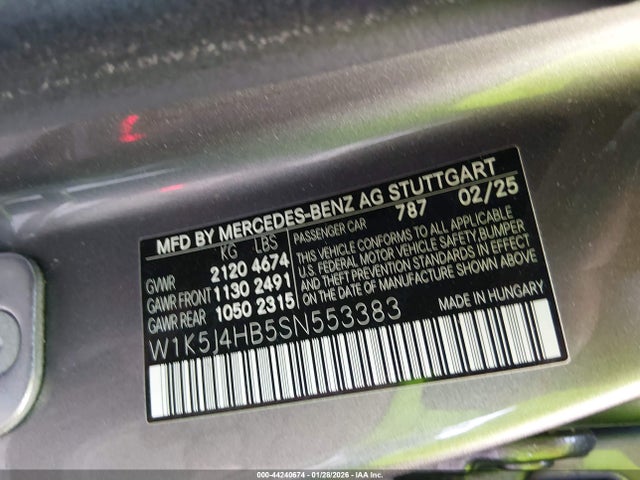 MFD BY MERCEDES-BENZ AG STUTTGART
KG LBS
PASSENGER CAR 787 02/25
GVWR 2120 4674
GAWR FRONT 1130 2491
GAWR REAR 1050 2315
THIS VEHICLE CONFORMS TO ALL APPLICABLE
U.S. FEDERAL MOTOR VEHICLE SAFETY BUMPER
AND THEFT PREVENTION STANDARDS IN EFFECT
ON THE DATE OF MANUFACTURE SHOWN ABOVE.
W1K5J4HB5SN553383
MADE IN HUNGARY
000-44240674 | 01/28/2026 - IAA Inc. - Copyright